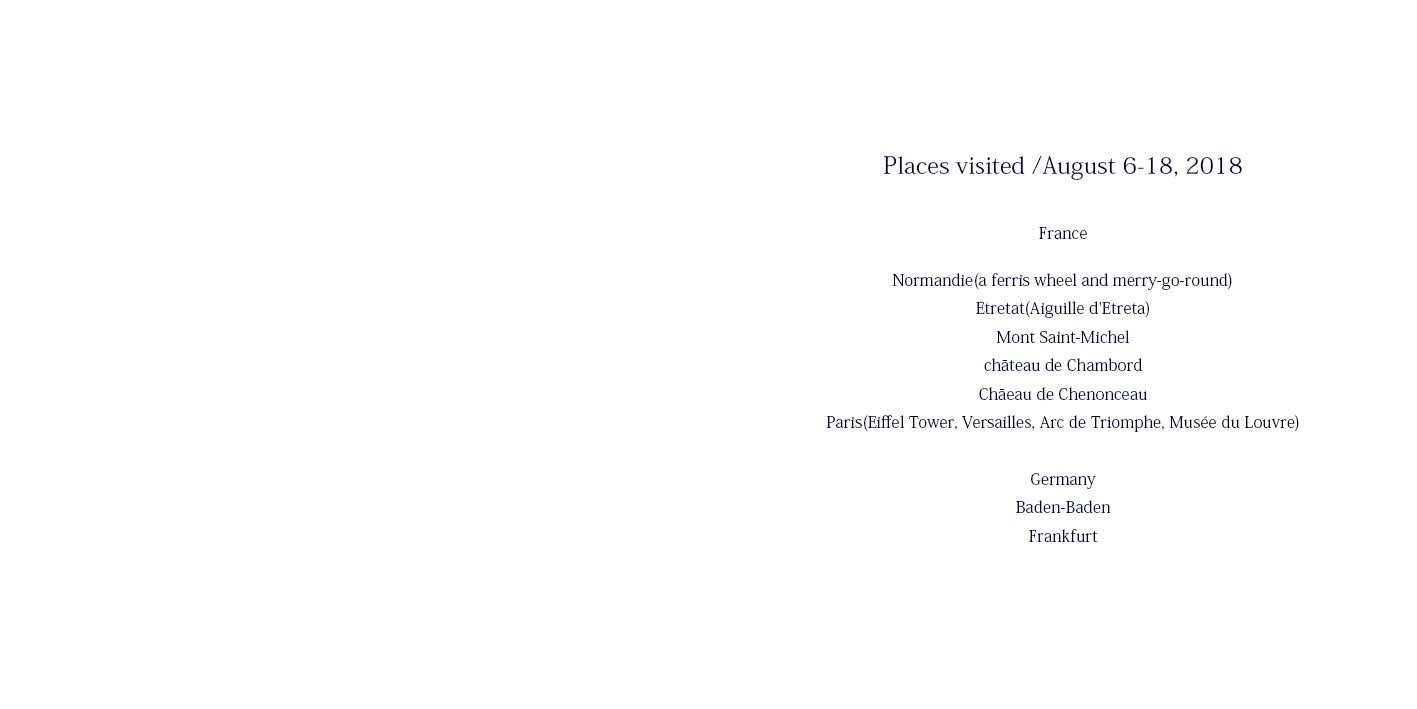 Places visited /August 6-18, 2018
France
Normandie(a ferris wheel and merry-go-round)
Etretat(Aiguille d'Etreta)
Mont Saint-Michel
chāteau de Chambord
Chāeau de Chenonceau
Paris(Eiffel Tower, Versailles, Arc de Triomphe, Musée du Louvre)
Germany
Baden-Baden
Frankfurt